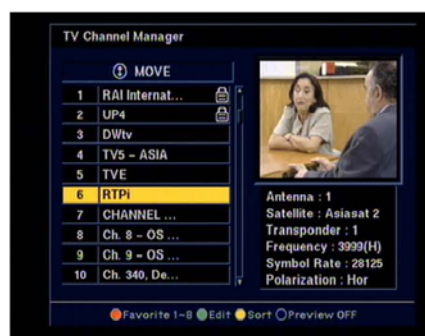 TV Channel Manager
MOVE
1 RAI Internat...
2 UP4
3 DWtv
4 TV5 - ASIA
5 TVE
6 RTPi
7 CHANNEL ...
8 Ch. 8 - OS ...
9 Ch. 9 - OS ...
10 Ch. 340, De...
Antenna : 1
Satellite : Asiasat 2
Transponder : 1
Frequency : 3999(H)
Symbol Rate : 28125
Polarization : Hor
Favorite 1~8 Edit Sort Preview OFF